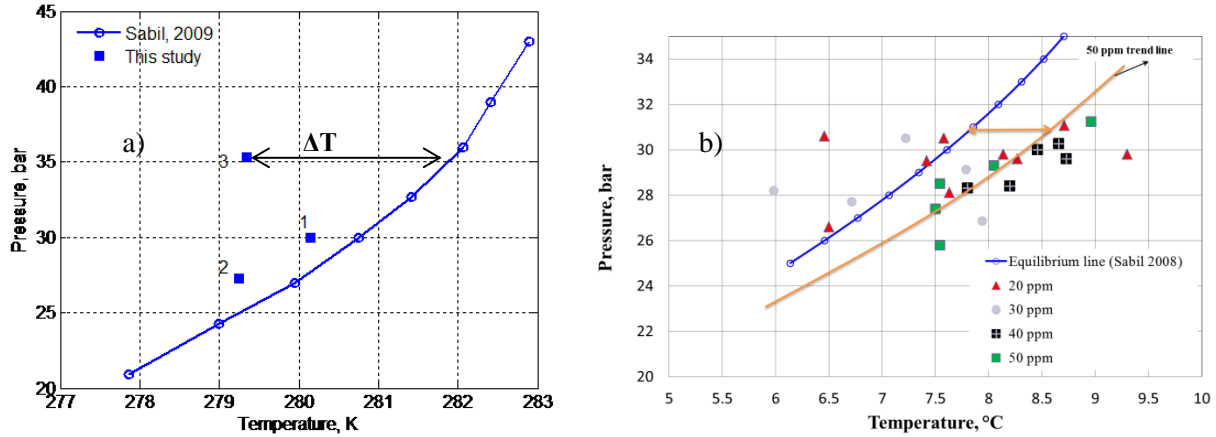 45
40
35
30
25
20
Pressure, bar
Sabil, 2009
This study
a)
ΔT
3
1
2
277
278
279
280
281
282
283
Temperature, K
b)
36
34
32
30
28
26
24
22
20
Pressure, bar
50 ppm trend line
Equilibrium line (Sabil 2008)
20 ppm
30 ppm
40 ppm
50 ppm
5
5.5
6
6.5
7
7.5
8
8.5
9
9.5
10
Temperature, °C